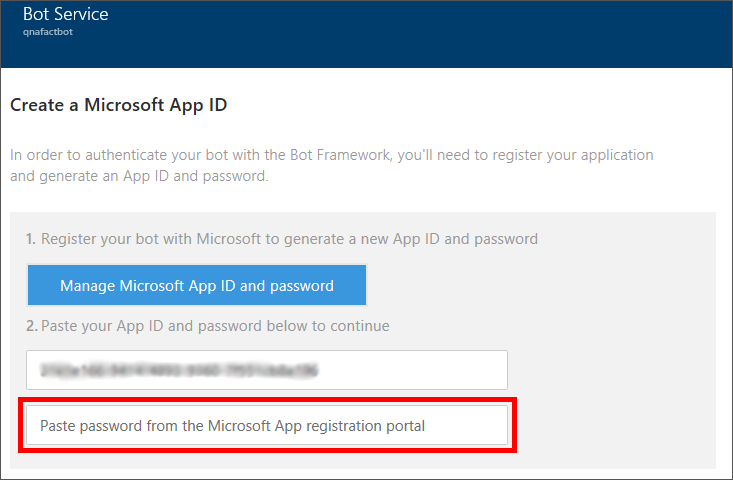 Bot Service
qnafactbot
Create a Microsoft App ID
In order to authenticate your bot with the Bot Framework, you'll need to register your application
and generate an App ID and password.
1. Register your bot with Microsoft to generate a new App ID and password
Manage Microsoft App ID and password
2. Paste your App ID and password below to continue
Paste password from the Microsoft App registration portal